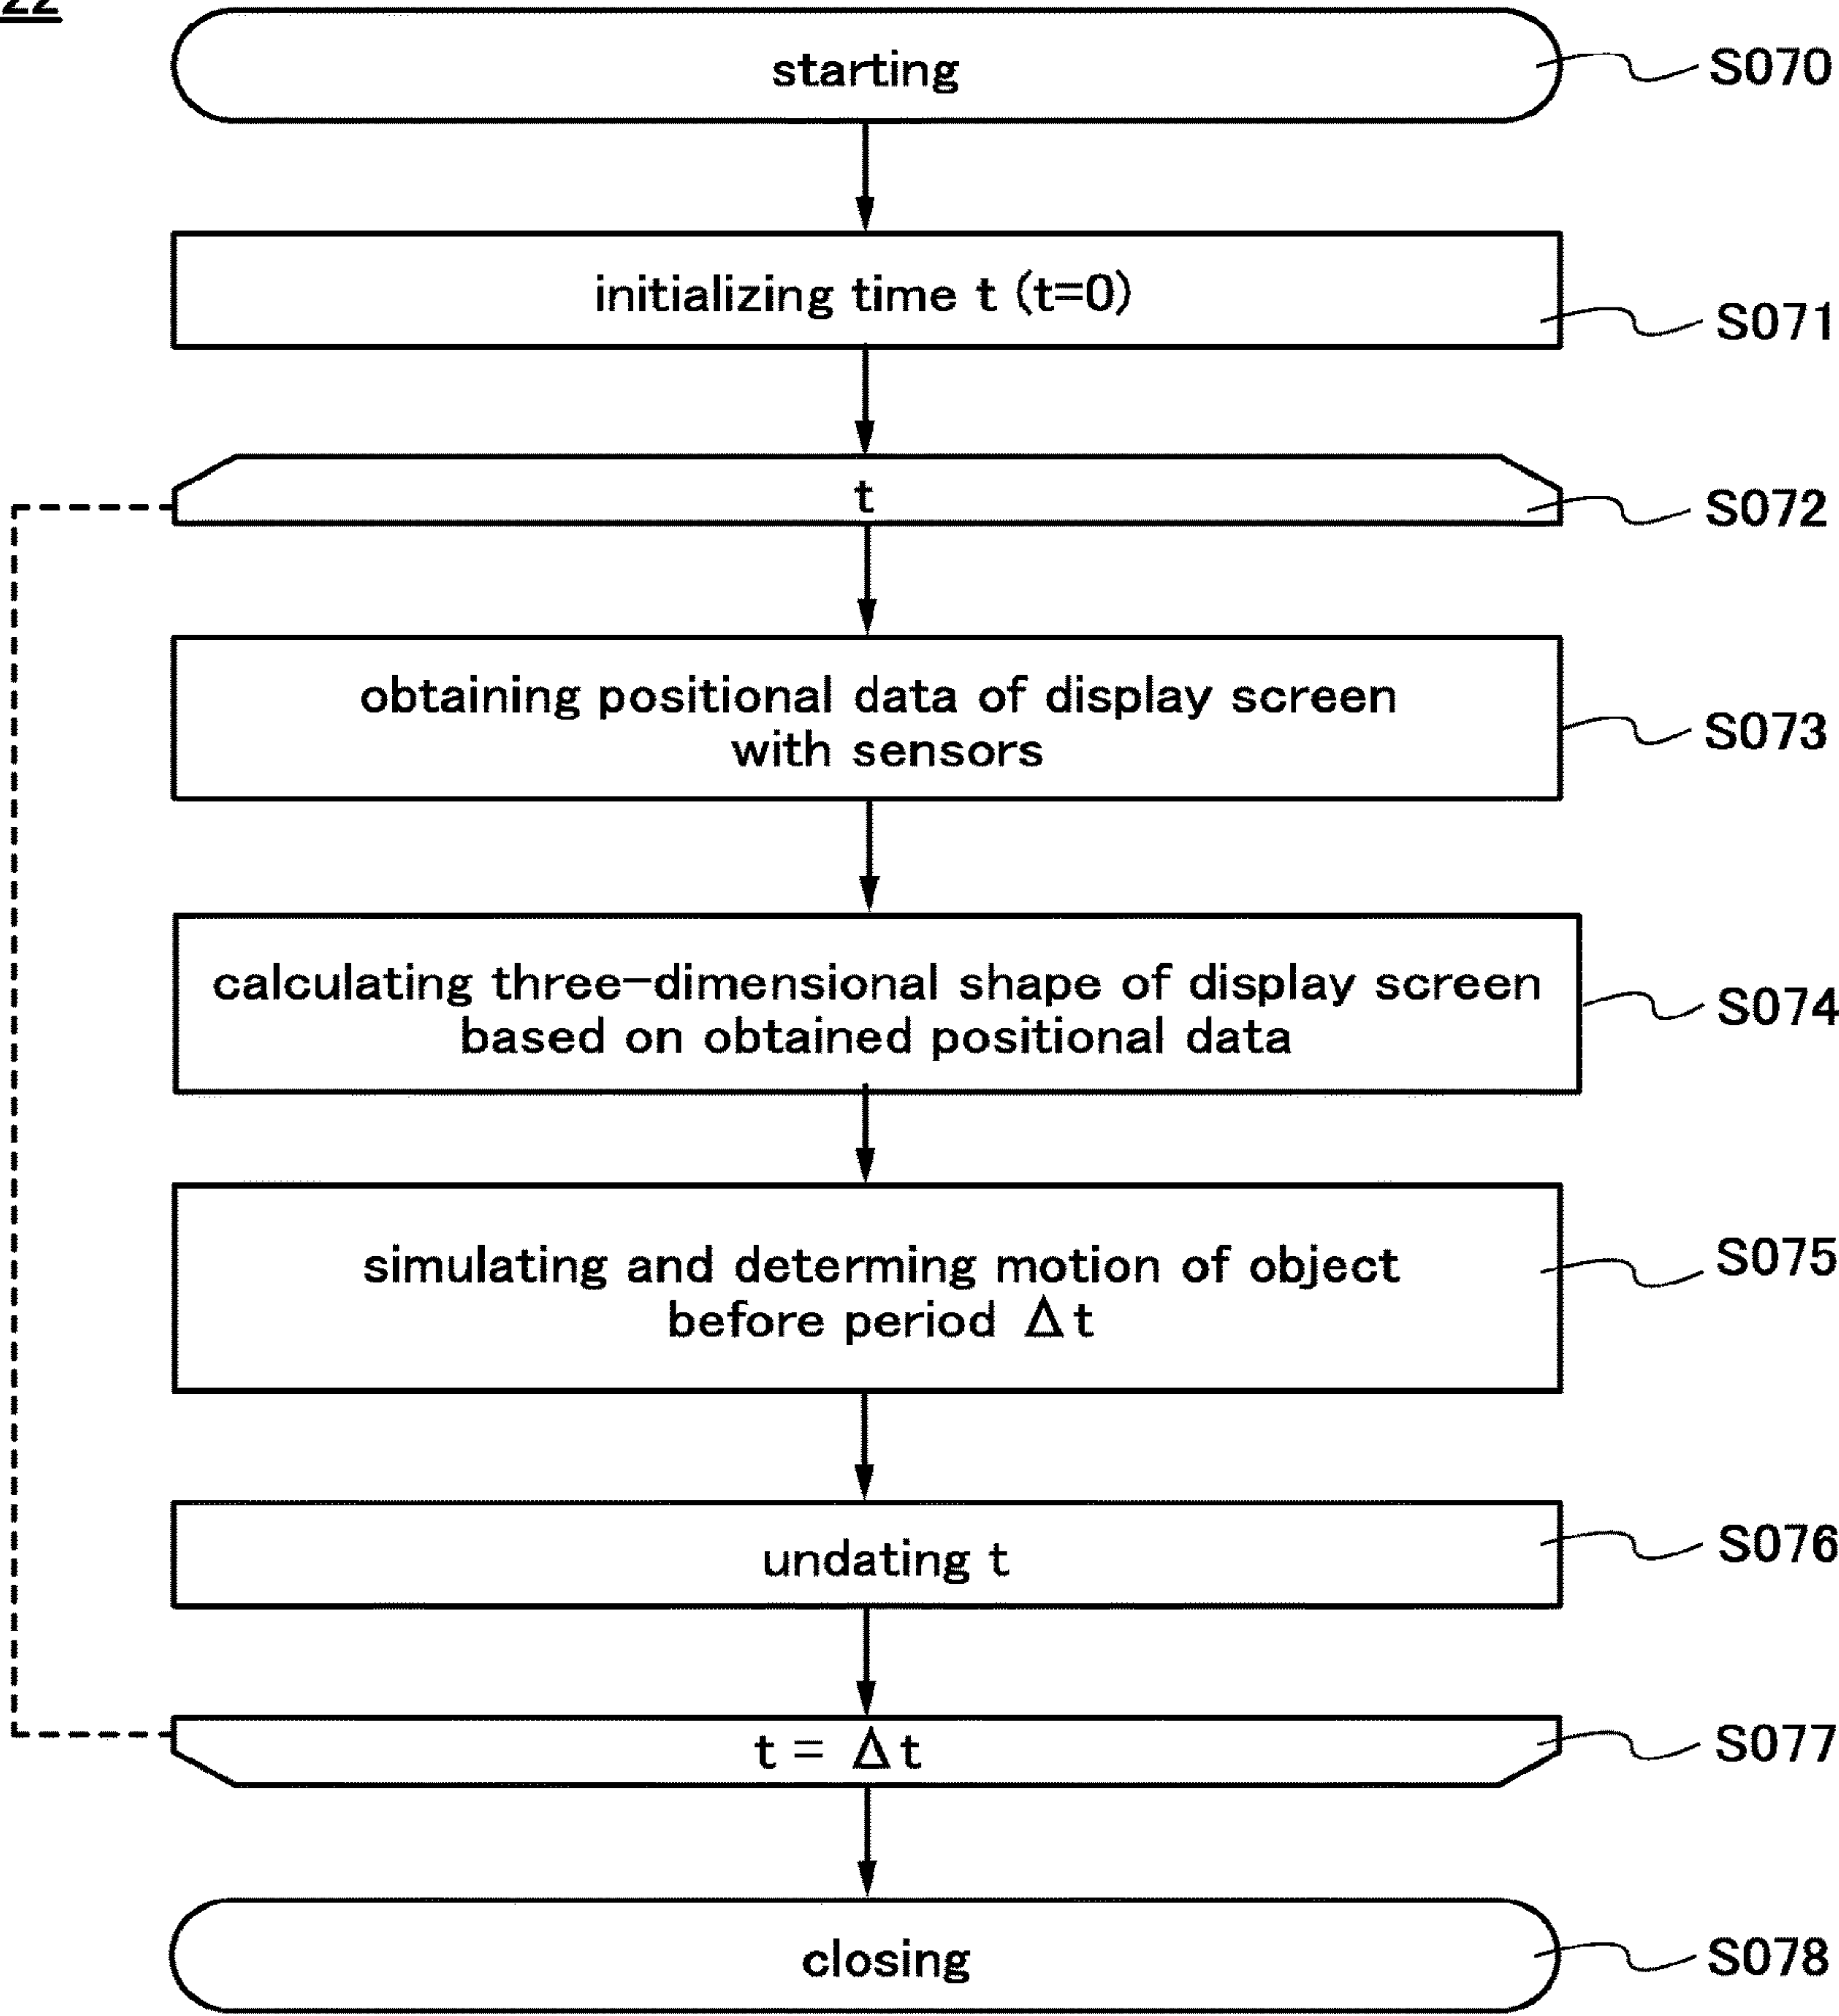 22
starting
S070
initializing time t (t=0)
S071
t
S072
obtaining positional data of display screen
with sensors
S073
calculating three-dimensional shape of display screen
based on obtained positional data
S074
simulating and determing motion of object
before period Δt
S075
undating t
S076
t = Δt
S077
closing
S078